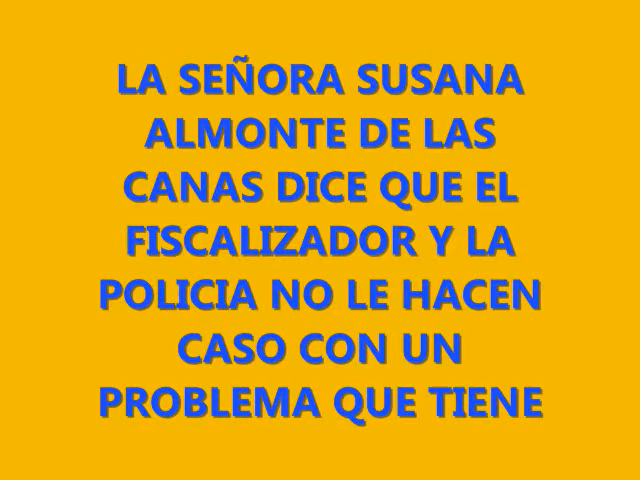 LA SEÑORA SUSANA
ALMONTE DE LAS
CANAS DICE QUE EL
FISCALIZADOR Y LA
POLICIA NO LE HACEN
CASO CON UN
PROBLEMA QUE TIENE